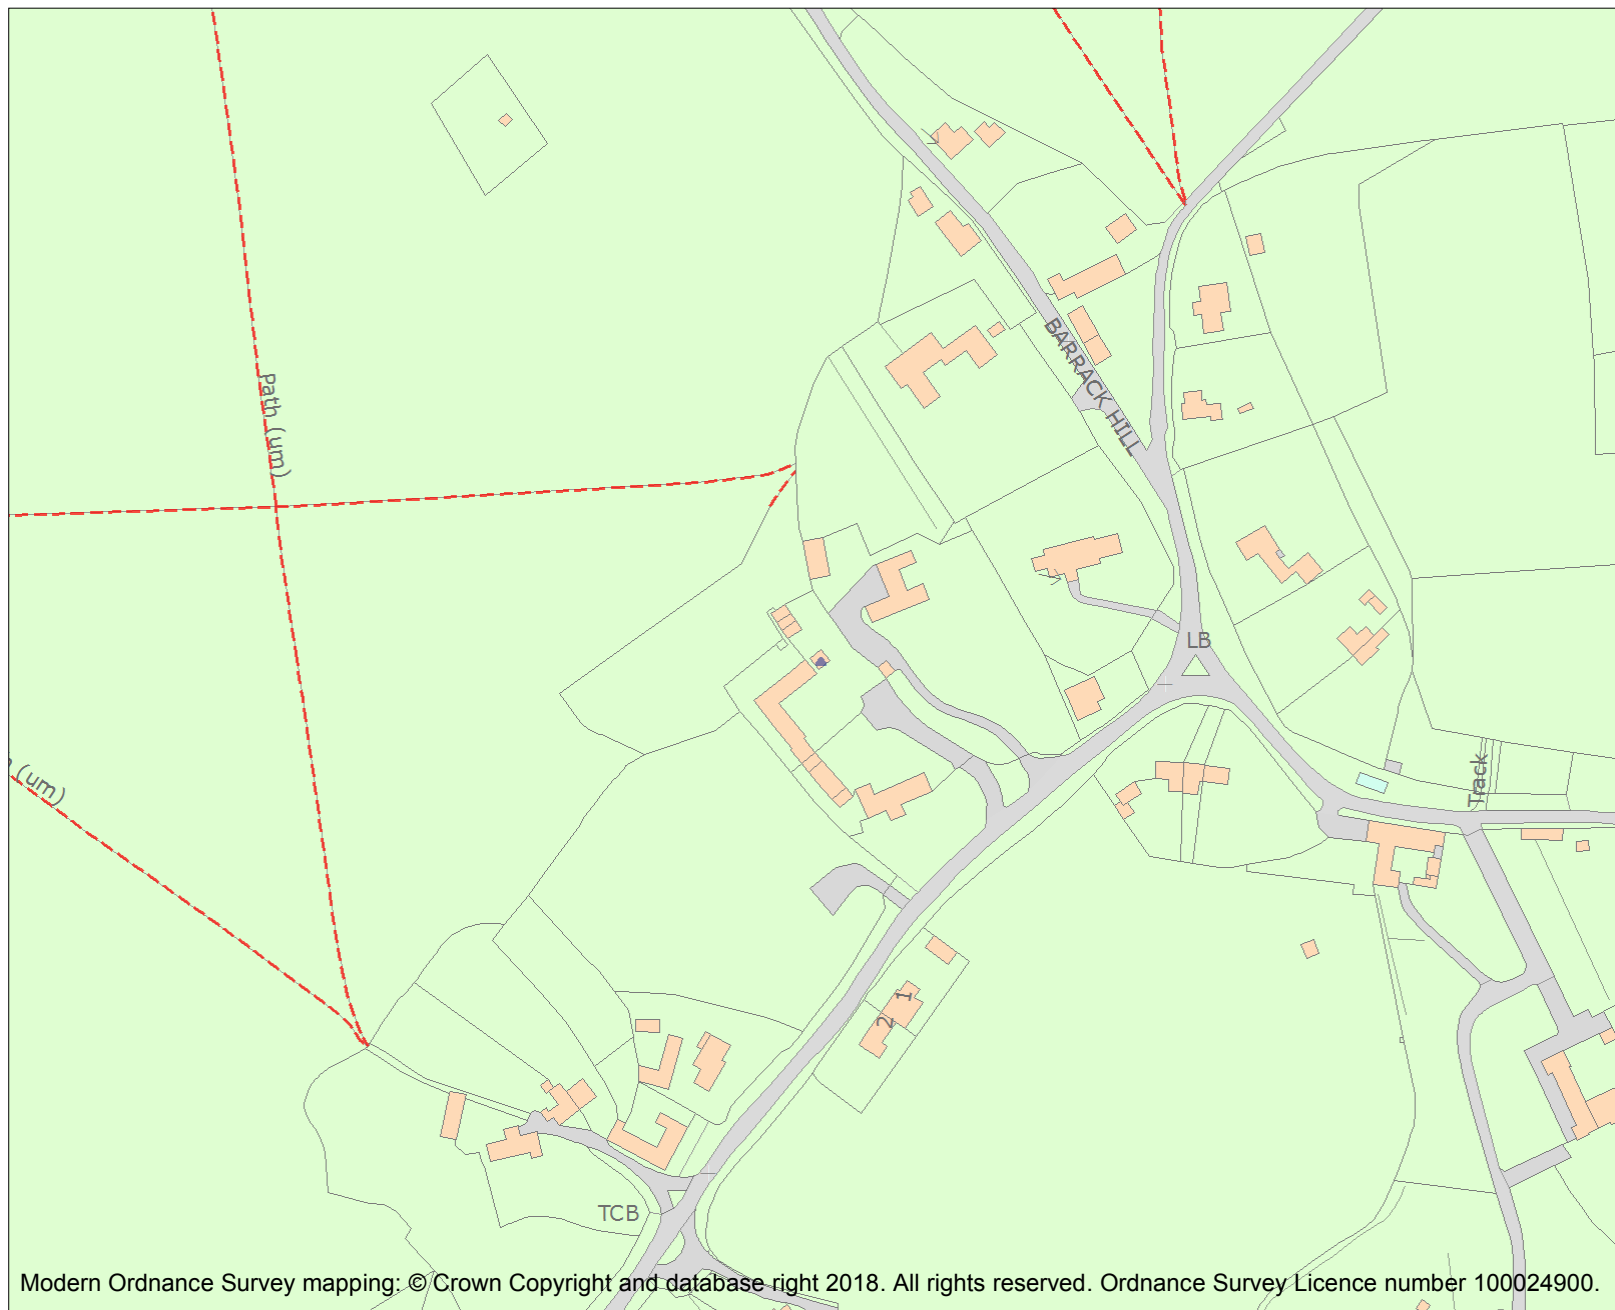 BARRACK HILL
Path (um)
LB
Track
(um)
1
2
TCB
Modern Ordnance Survey mapping: © Crown Copyright and database right 2018. All rights reserved. Ordnance Survey Licence number 100024900.